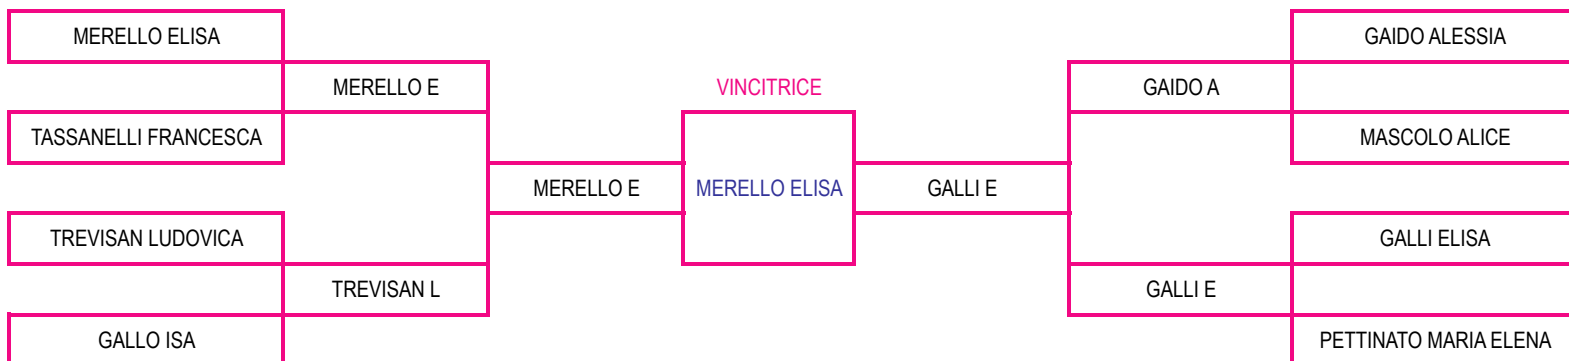 MERELLO ELISA
GAIDO ALESSIA
MERELLO E
VINCITRICE
GAIDO A
TASSANELLI FRANCESCA
MASCOLO ALICE
MERELLO E
MERELLO ELISA
GALLI E
TREVISAN LUDOVICA
GALLI ELISA
TREVISAN L
GALLI E
GALLO ISA
PETTINATO MARIA ELENA